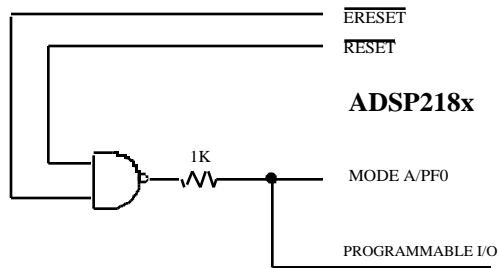 ERESET
RESET
ADSP218x
1K
MODE A/PF0
PROGRAMMABLE I/O